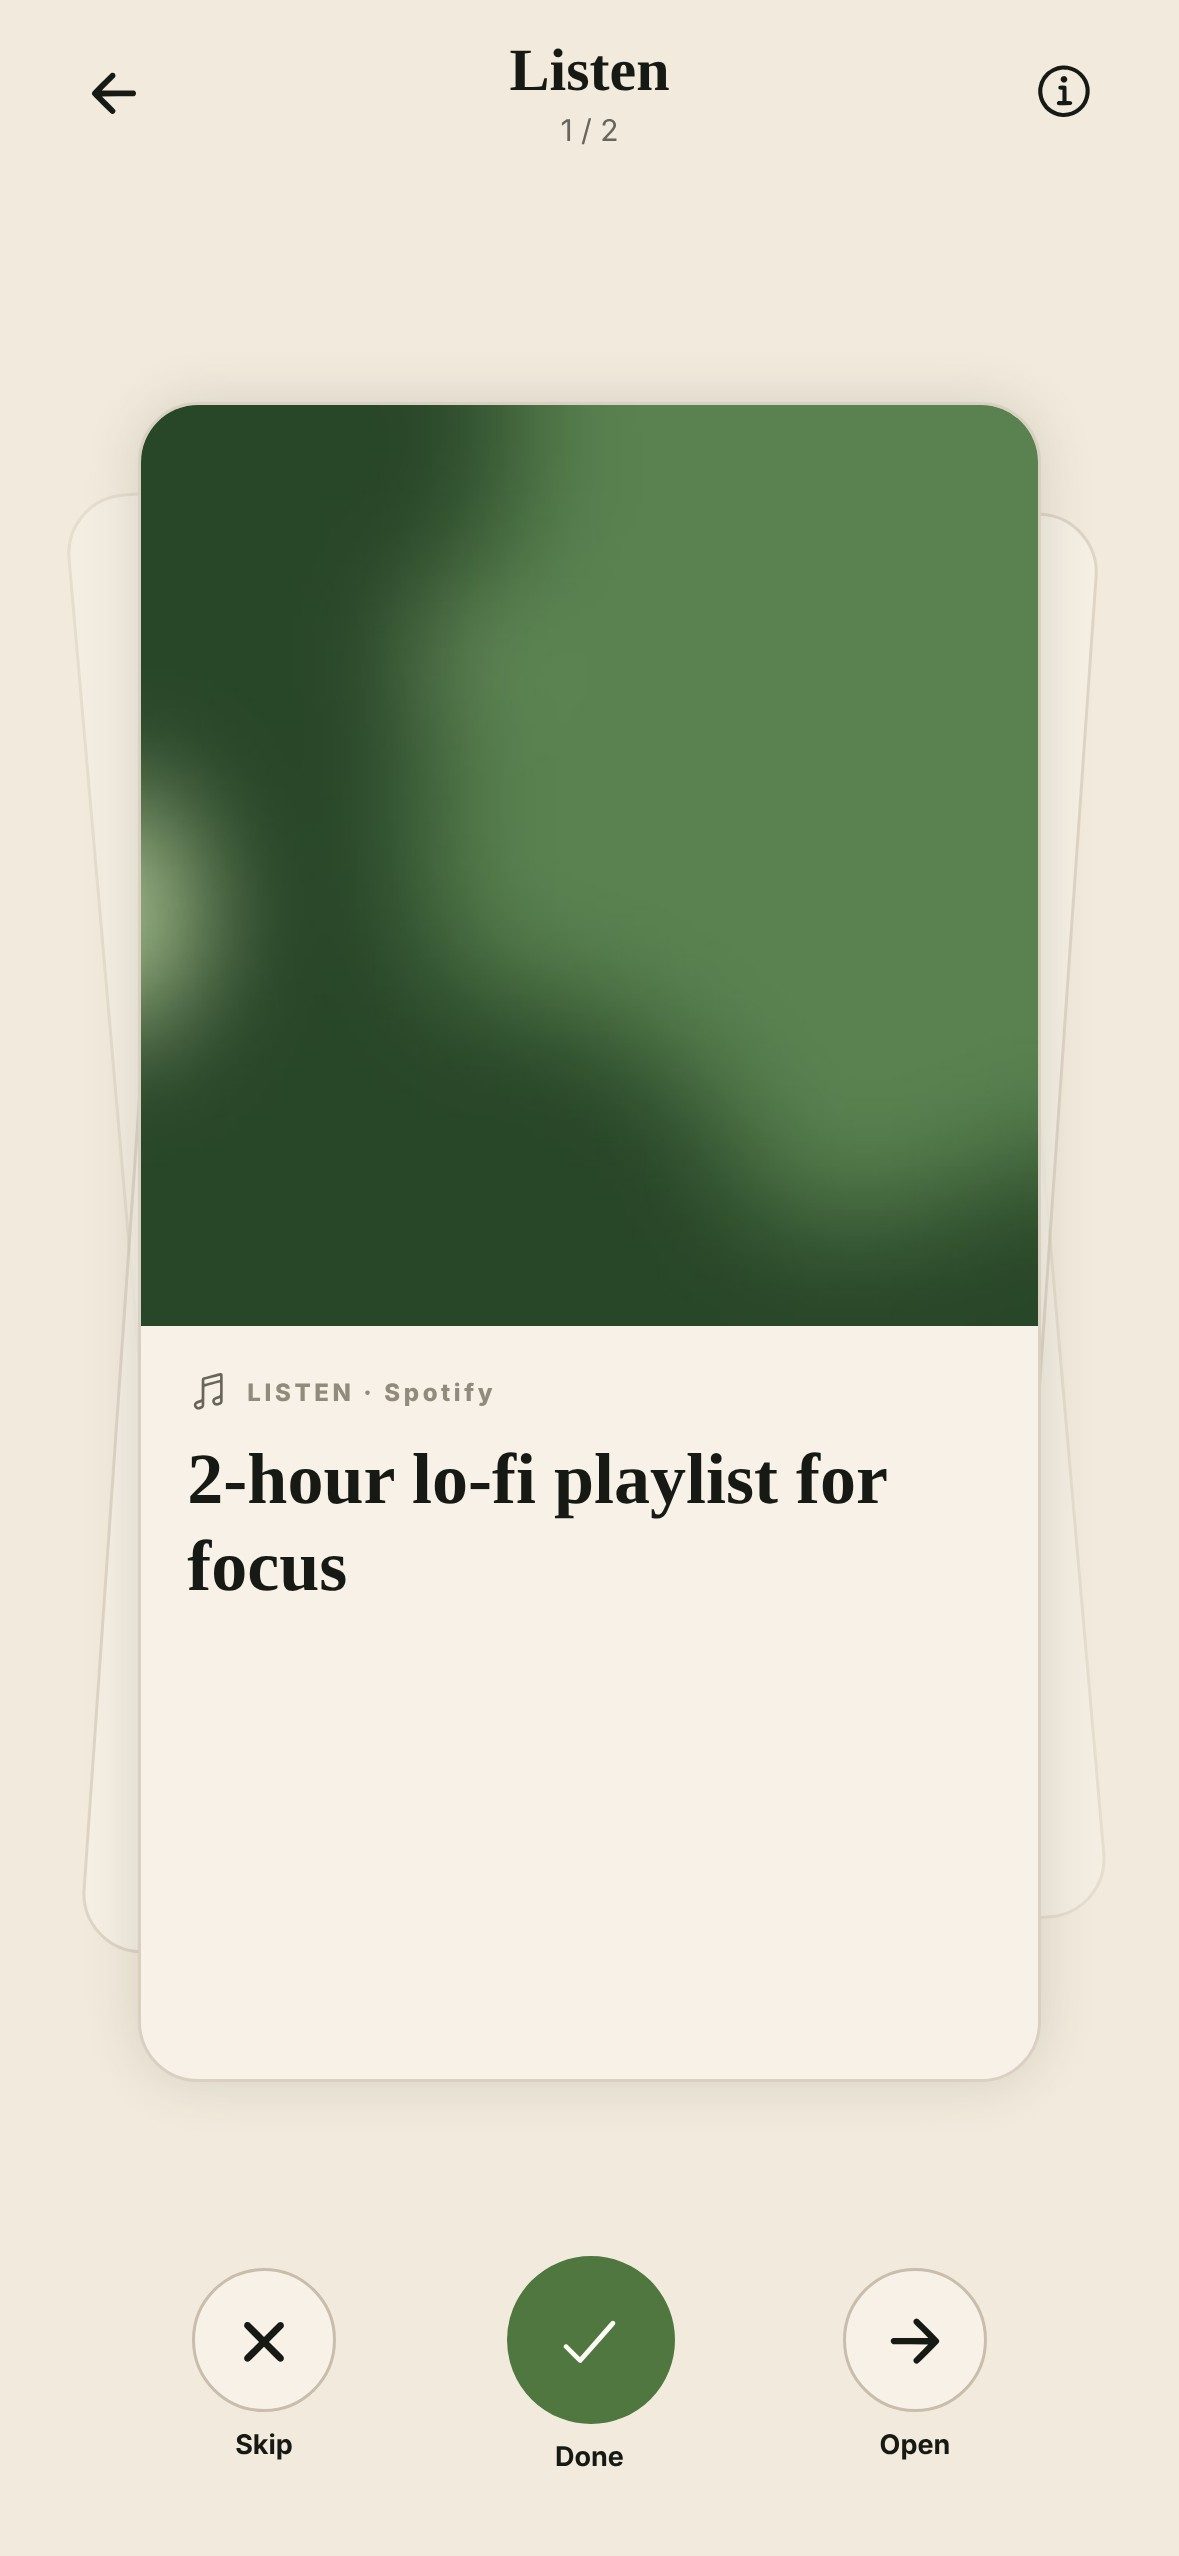 Listen
1 / 2
LISTEN · Spotify
2-hour lo-fi playlist for
focus
Skip
Done
Open